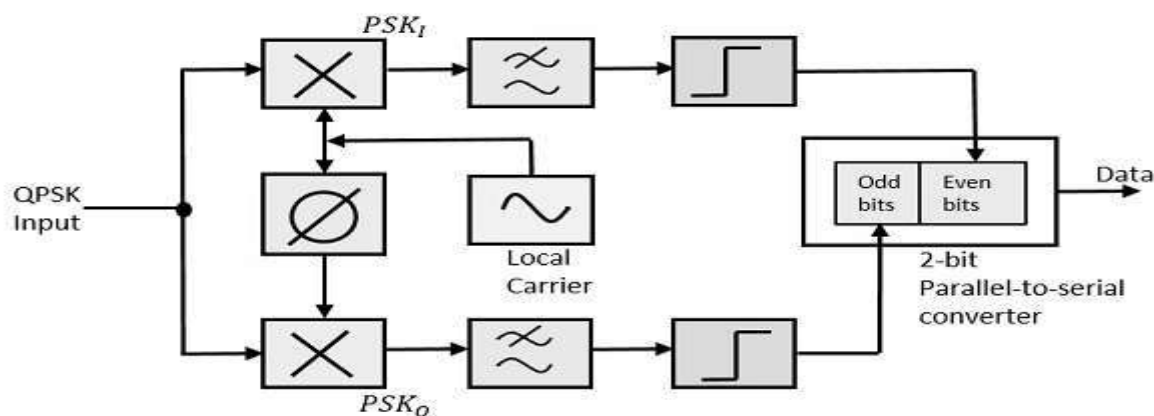 PSK_I
QPSK
Input
Local
Carrier
Odd
bits
Even
bits
Data
2-bit
Parallel-to-serial
converter
PSK_Q